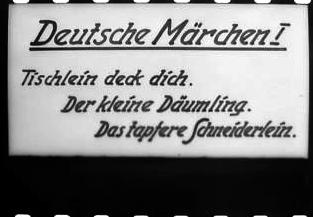 Deutsche Märchen I
Tischlein deck dich.
Der kleine Däumling.
Das tapfere Schneiderlein.